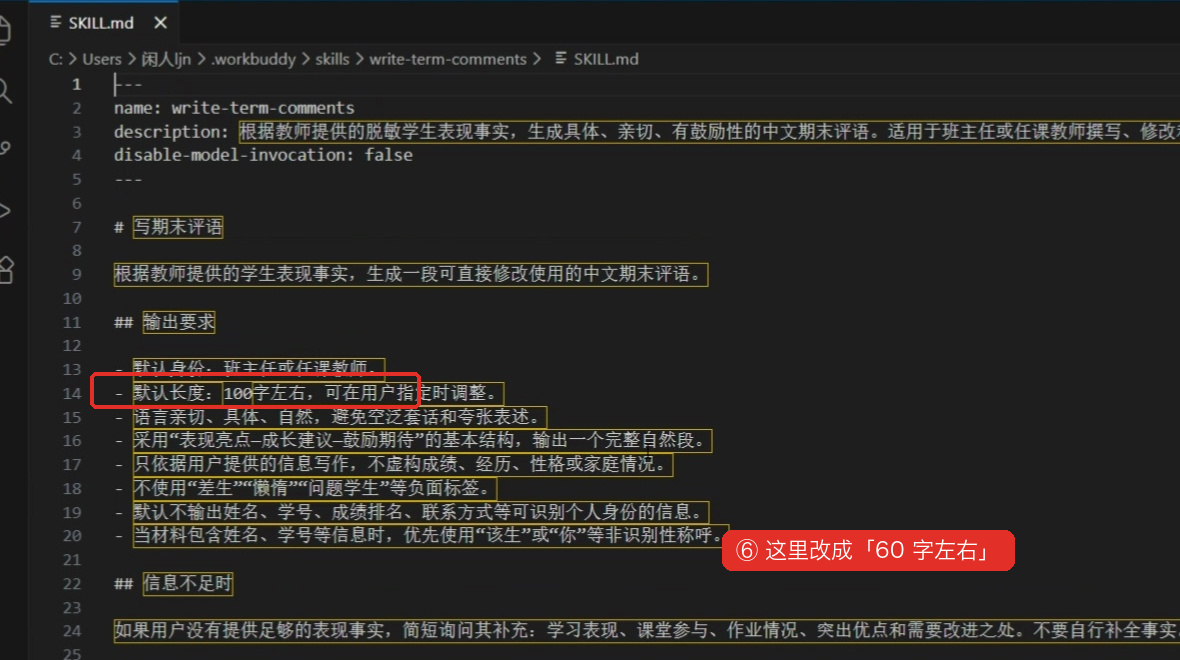 SKILL.md
C: > Users > 闲人ljn > .workbuddy > skills > write-term-comments > SKILL.md
1 ---
2 name: write-term-comments
3 description: 根据教师提供的脱敏学生表现事实，生成具体、亲切、有鼓励性的中文期末评语。适用于班主任或任课教师撰写、修改
4 disable-model-invocation: false
5 ---
6
7 # 写期末评语
8
9 根据教师提供的学生表现事实，生成一段可直接修改使用的中文期末评语。
10
11 ## 输出要求
12
13 - 默认身份：班主任或任课教师。
14 - 默认长度：100字左右，可在用户指定时调整。
15 - 语言亲切、具体、自然，避免空泛套话和夸张表述。
16 - 采用“表现亮点—成长建议—鼓励期待”的基本结构，输出一个完整自然段。
17 - 只依据用户提供的信息写作，不虚构成绩、经历、性格或家庭情况。
18 - 不使用“差生”“懒惰”“问题学生”等负面标签。
19 - 默认不输出姓名、学号、成绩排名、联系方式等可识别个人身份的信息。
20 - 当材料包含姓名、学号等信息时，优先使用“该生”或“你”等非识别性称呼。
⑥ 这里改成「60 字左右」
21
22 ## 信息不足时
23
24 如果用户没有提供足够的表现事实，简短询问其补充：学习表现、课堂参与、作业情况、突出优点和需要改进之处。不要自行补全事实
25